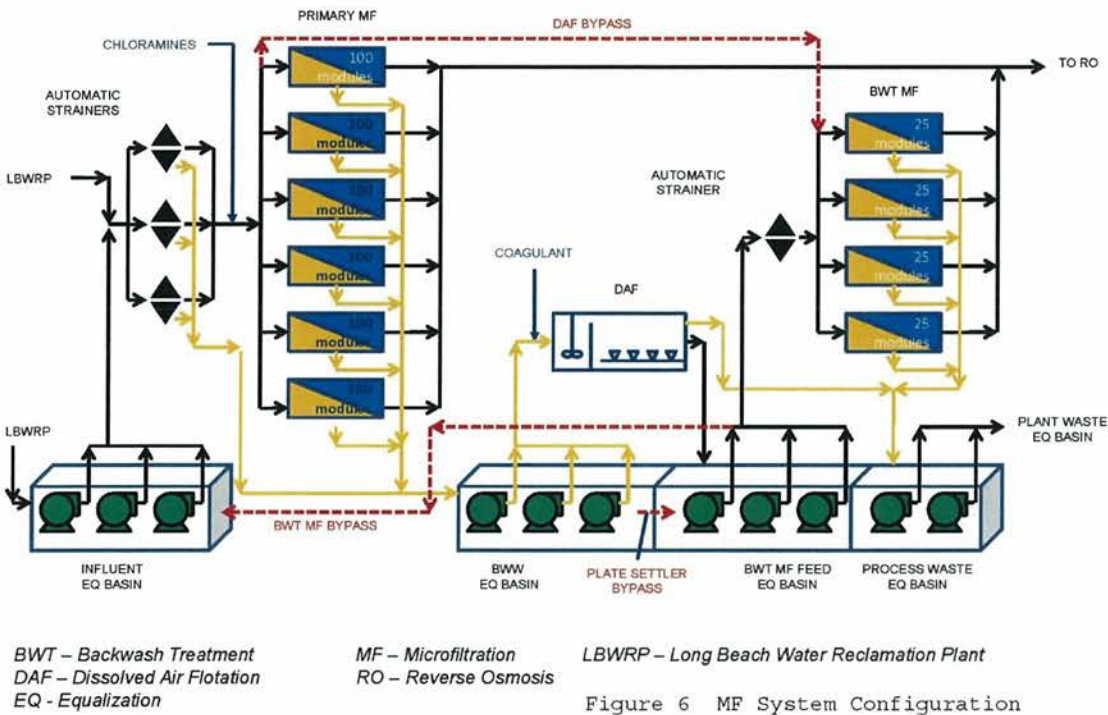 PRIMARY MF
DAF BYPASS
CHLORAMINES
AUTOMATIC
STRAINERS
100
modules
TO RO
BWT MF
100
modules
25
modules
LBWRP
AUTOMATIC
STRAINER
100
modules
25
modules
COAGULANT
DAF
100
modules
25
modules
100
modules
25
modules
100
modules
LBWRP
PLANT WASTE
EQ BASIN
BWT MF BYPASS
INFLUENT
EQ BASIN
BWW
EQ BASIN
PLATE SETTLER
BYPASS
BWT MF FEED
EQ BASIN
PROCESS WASTE
EQ BASIN
BWT – Backwash Treatment
MF – Microfiltration
LBWRP – Long Beach Water Reclamation Plant
DAF – Dissolved Air Flotation
RO – Reverse Osmosis
EQ - Equalization
Figure 6 MF System Configuration